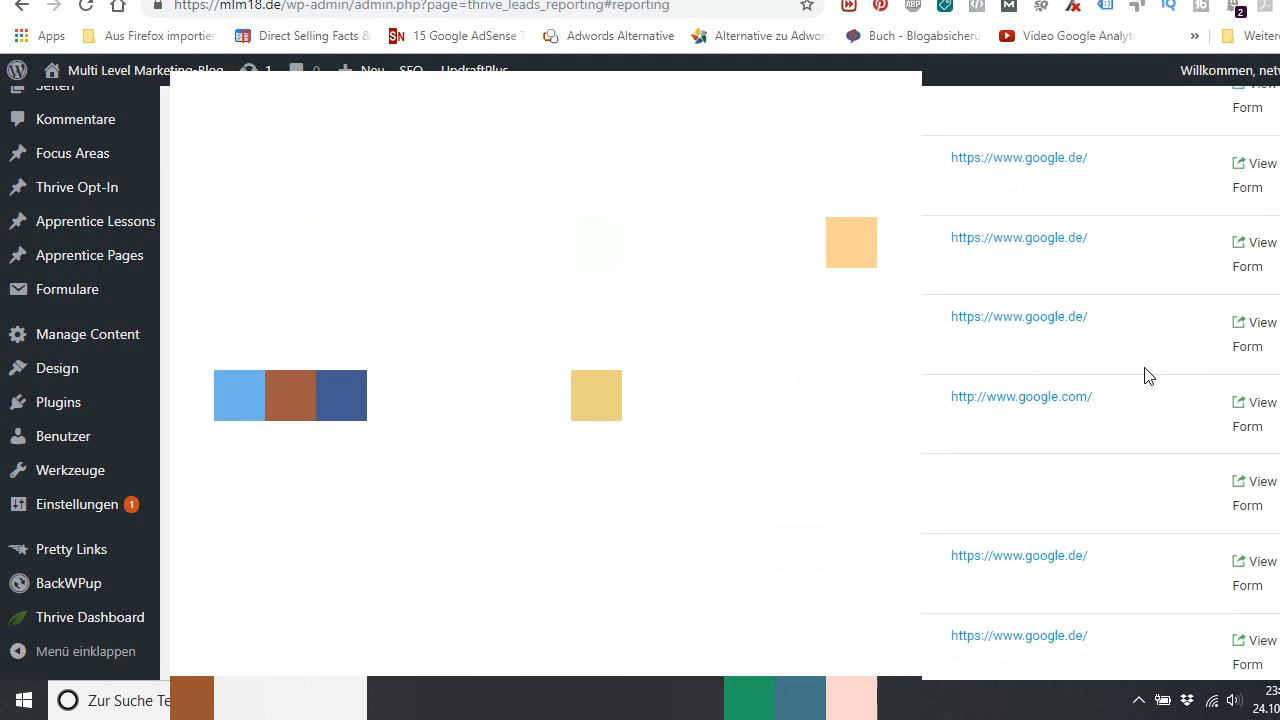 https://mlm18.de/wp-admin/admin.php?page=thrive_leads_reporting#reporting
Apps
Aus Firefox importier
Direct Selling Facts &
15 Google AdSense T
Adwords Alternative
Alternative zu Adwor
Buch - Blogabsicheru
Video Google Analyt
»
Weitere
Multi Level Marketing-Blog
1
0
Neu
SEO
UpdraftPlus
Willkommen, net
Seiten
Kommentare
Focus Areas
Thrive Opt-In
Apprentice Lessons
Apprentice Pages
Formulare
Manage Content
Design
Plugins
Benutzer
Werkzeuge
Einstellungen 1
Pretty Links
BackWPup
Thrive Dashboard
Menü einklappen
View
Form
https://www.google.de/
View
Form
https://www.google.de/
View
Form
https://www.google.de/
View
Form
http://www.google.com/
View
Form
View
Form
https://www.google.de/
View
Form
https://www.google.de/
View
Form
Zur Suche Te
23:
24.10